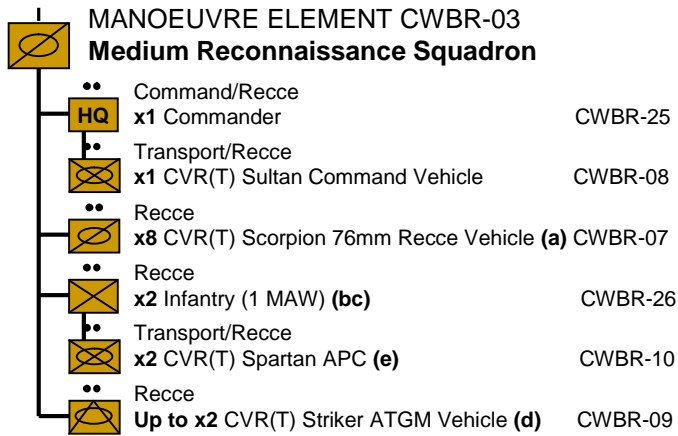 MANOEUVRE ELEMENT CWBR-03
Medium Reconnaissance Squadron
Command/Recce
HQ x1 Commander CWBR-25
Transport/Recce
x1 CVR(T) Sultan Command Vehicle CWBR-08
Recce
x8 CVR(T) Scorpion 76mm Recce Vehicle (a) CWBR-07
Recce
x2 Infantry (1 MAW) (bc) CWBR-26
Transport/Recce
x2 CVR(T) Spartan APC (e) CWBR-10
Recce
Up to x2 CVR(T) Striker ATGM Vehicle (d) CWBR-09